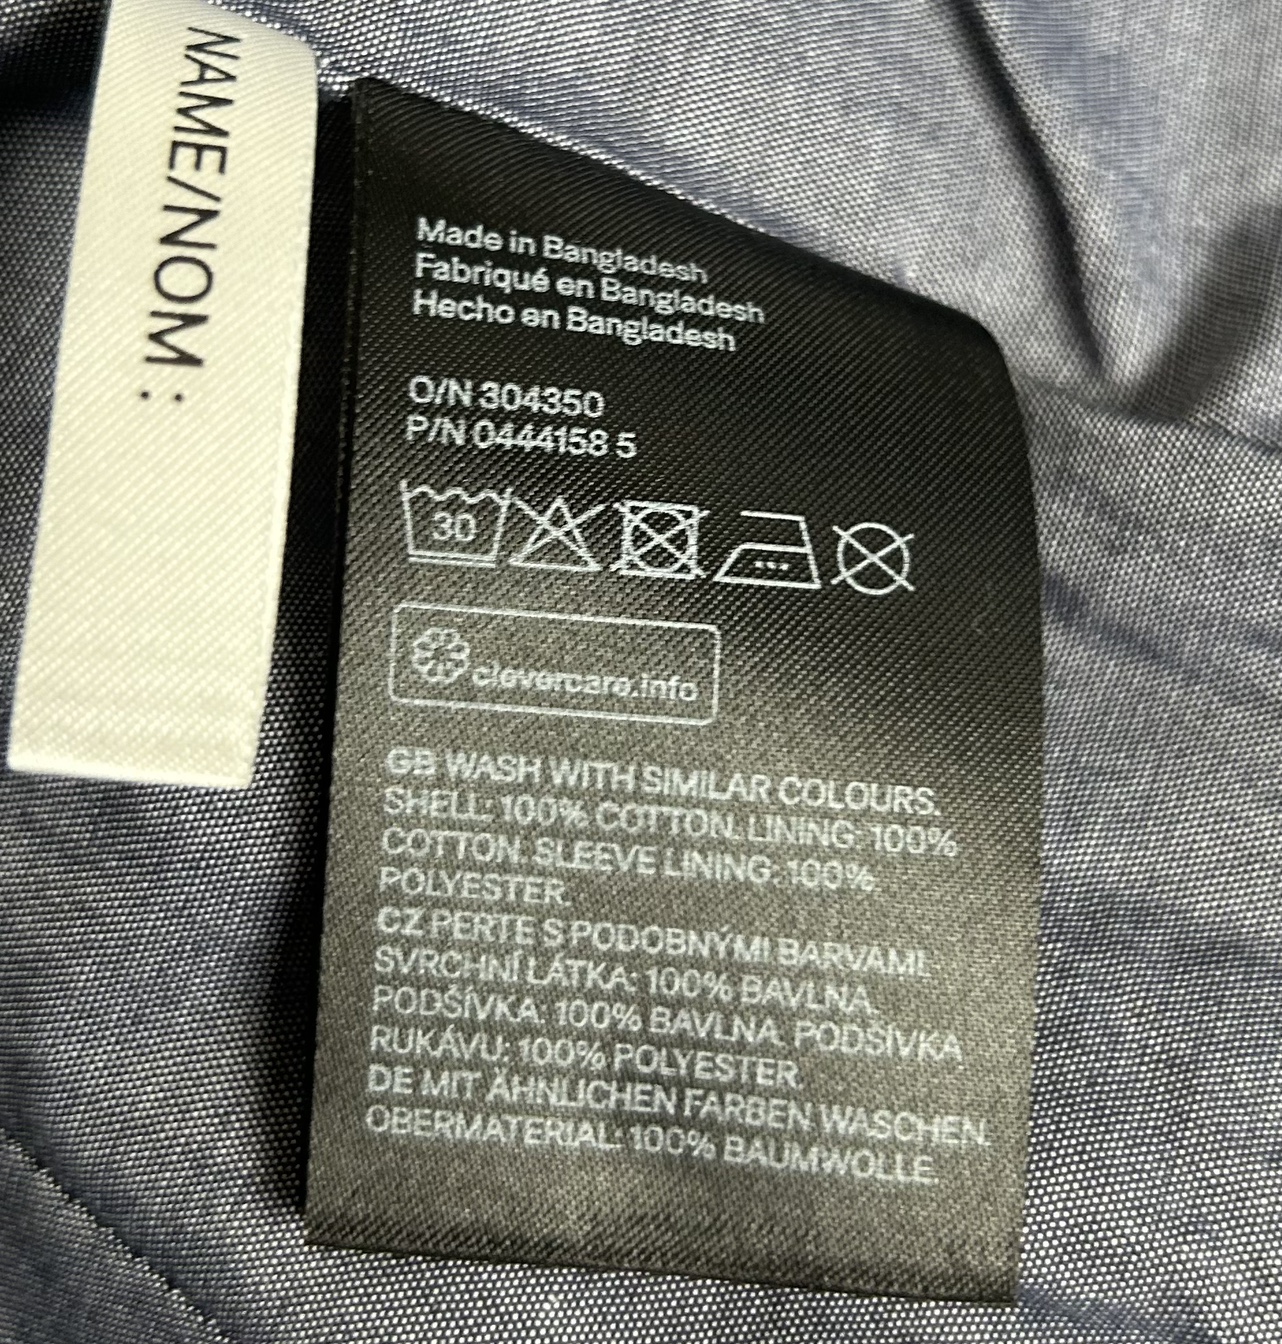 NAME/NOM :
Made in Bangladesh
Fabriqué en Bangladesh
Hecho en Bangladesh
O/N 304350
P/N 0444158 5
30
clevercare.info
GB WASH WITH SIMILAR COLOURS.
SHELL: 100% COTTON. LINING: 100%
COTTON. SLEEVE LINING: 100%
POLYESTER.
CZ PERTE S PODOBNÝMI BARVAMI.
SVRCHNÍ LÁTKA: 100% BAVLNA.
PODŠÍVKA: 100% BAVLNA. PODŠÍVKA
RUKÁVU: 100% POLYESTER.
DE MIT ÄHNLICHEN FARBEN WASCHEN.
OBERMATERIAL: 100% BAUMWOLLE.